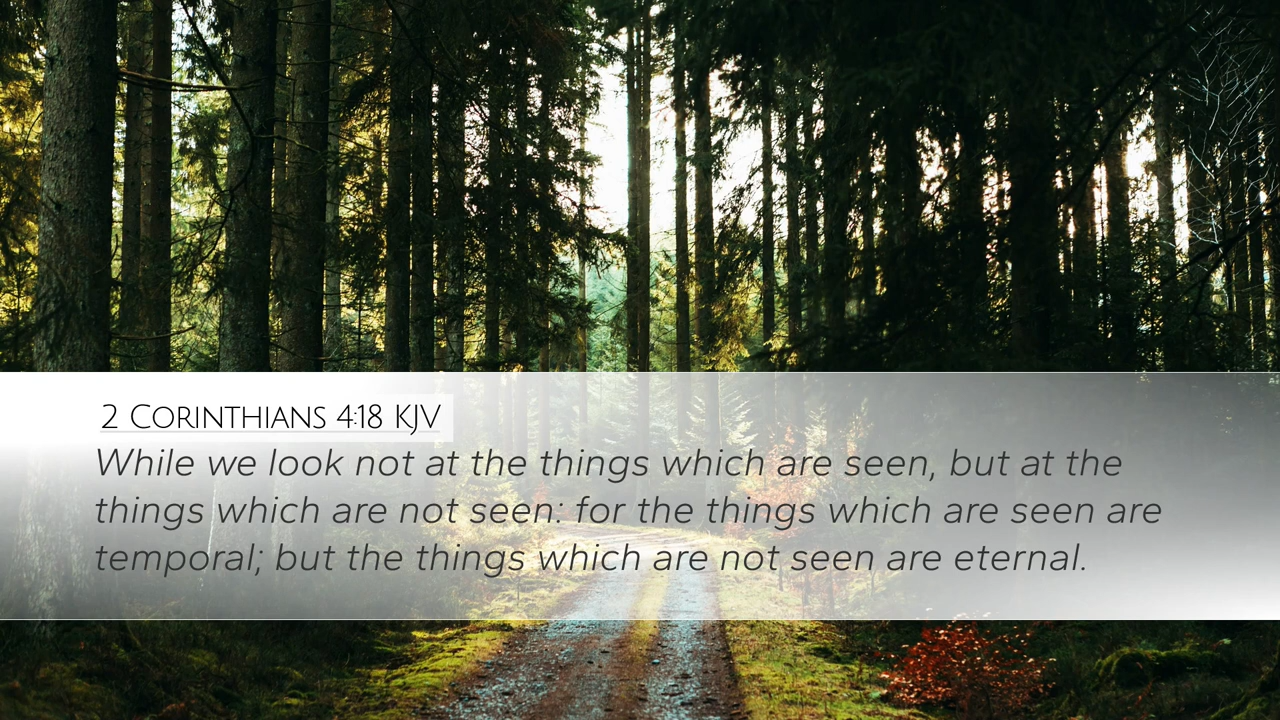 2 Corinthians 4:18 KJV
While we look not at the things which are seen, but at the
things which are not seen: for the things which are seen are
temporal; but the things which are not seen are eternal.